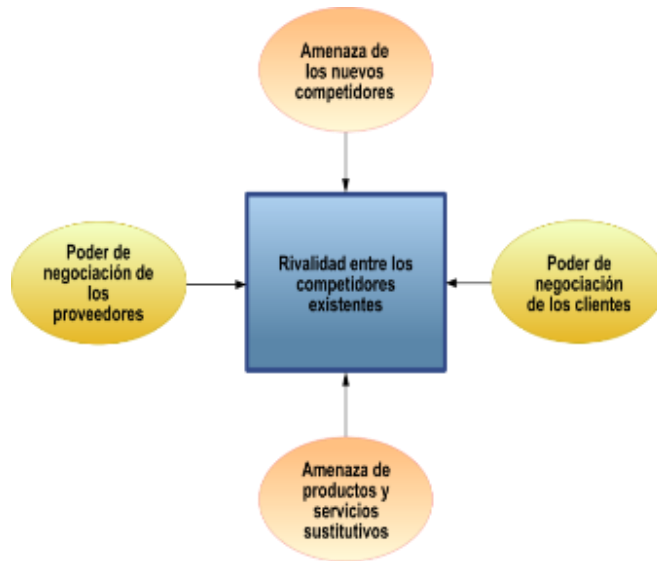 Amenaza de
los nuevos
competidores
Poder de
negociación de
los
proveedores
Rivalidad entre los
competidores
existentes
Poder de
negociación
de los clientes
Amenaza de
productos y
servicios
sustitutivos